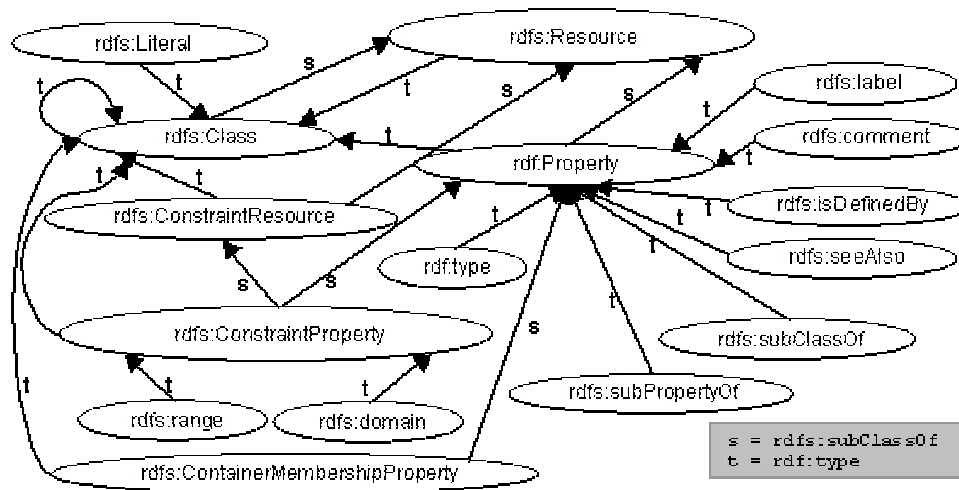 rdfs:Literal
rdfs:Resource
s
t
t
t
s
s
rdfs:label
t
rdfs:Class
t
rdf:Property
rdfs:comment
t
t
rdfs:ConstraintResource
t
rdfs:isDefinedBy
t
t
rdf:type
t
rdfs:seeAlso
s
s
t
rdfs:ConstraintProperty
s
rdfs:subClassOf
t
t
t
rdfs:subPropertyOf
rdfs:range
rdfs:domain
rdfs:ContainerMembershipProperty
s = rdfs:subClassOf
t = rdf:type